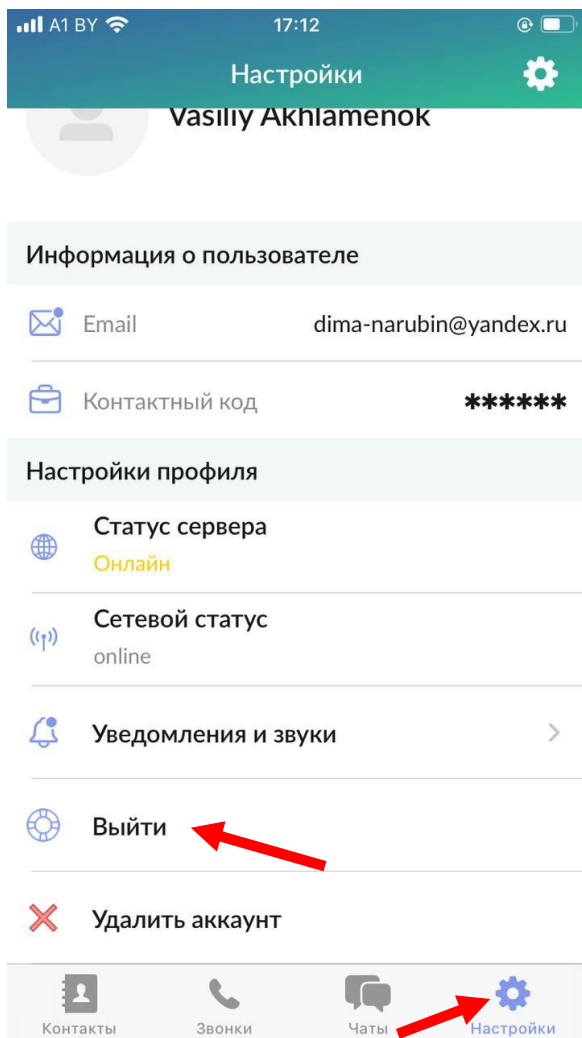 A1 BY 17:12
Настройки
Vasiliy Akhlamenok
Информация о пользователе
Email dima-narubin@yandex.ru
Контактный код ******
Настройки профиля
Статус сервера
Онлайн
Сетевой статус
online
Уведомления и звуки
Выйти
Удалить аккаунт
Контакты Звонки Чаты Настройки